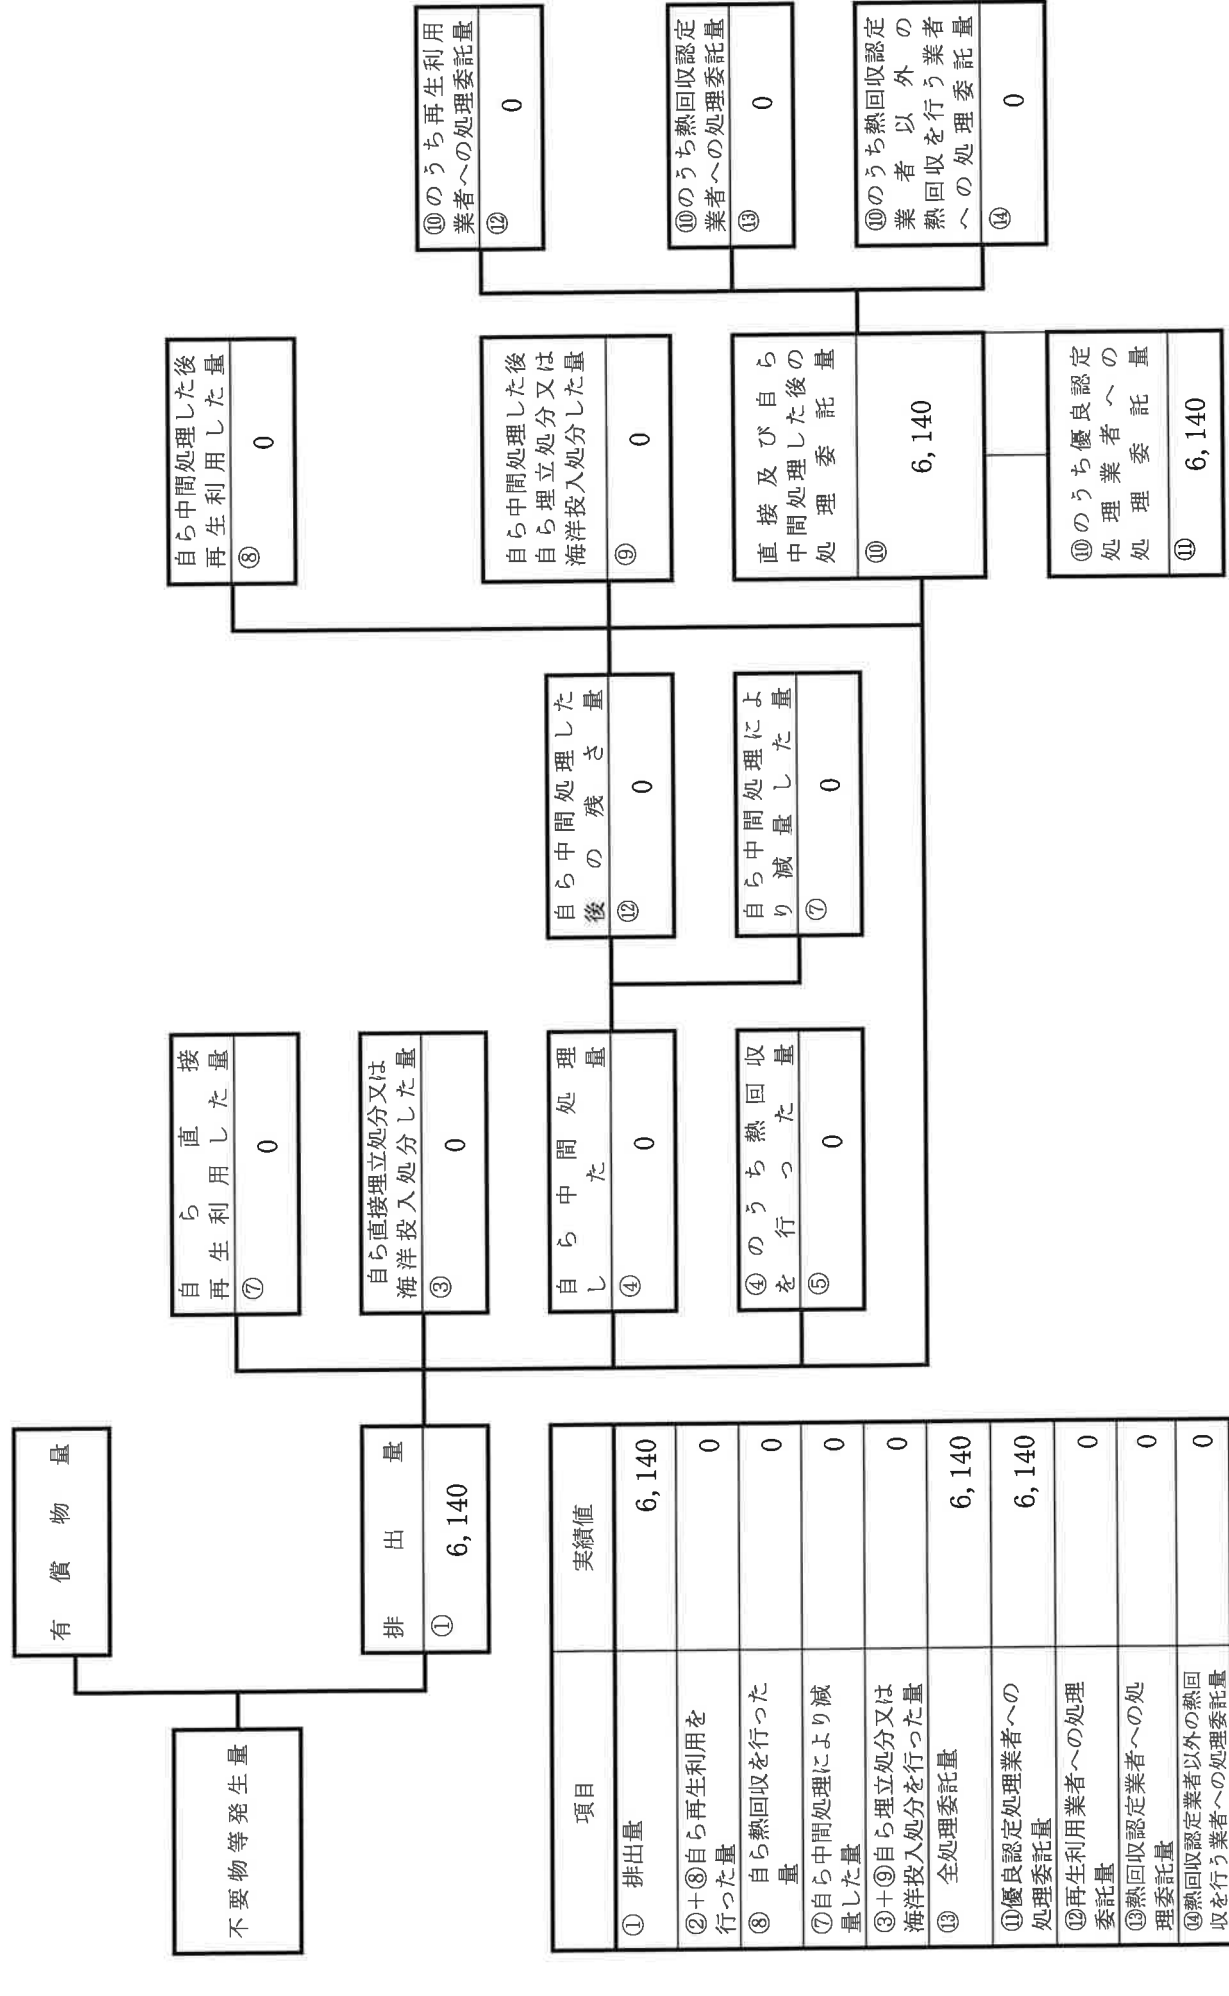 有償物量
不要物等発生量
排出量
① 6,140
自ら直接
再生利用した量
⑦ 0
自ら直接埋立処分又は
海洋投入処分した量
③ 0
自ら中間処理
した量
④ 0
④のうち熱回収
を行った量
⑤ 0
自ら中間処理した
後の残さ量
⑫ 0
自ら中間処理によ
り減量した量
⑦ 0
自ら中間処理した後
再生利用した量
⑧ 0
自ら中間処理した後
自ら埋立処分又は
海洋投入処分した量
⑨ 0
直接及び自ら
中間処理した後の
処理委託量
⑩ 6,140
⑩のうち優良認定
処理業者への
処理委託量
⑪ 6,140
⑩のうち再生利用
業者への処理委託量
⑫ 0
⑩のうち熱回収認定
業者への処理委託量
⑬ 0
⑩のうち熱回収認定
業者以外の
熱回収を行う業者
への処理委託量
⑭ 0
項目 実績値
① 排出量 6,140
②＋⑧自ら再生利用を
行った量 0
⑧ 自ら熱回収を行った
量 0
⑦自ら中間処理により減
量した量 0
③＋⑨自ら埋立処分又は
海洋投入処分を行った量 0
⑬ 全処理委託量 6,140
⑪優良認定処理業者への
処理委託量 6,140
⑫再生利用業者への処理
委託量 0
⑬熱回収認定業者への処
理委託量 0
⑭熱回収認定業者以外の熱回
収を行う業者への処理委託量 0